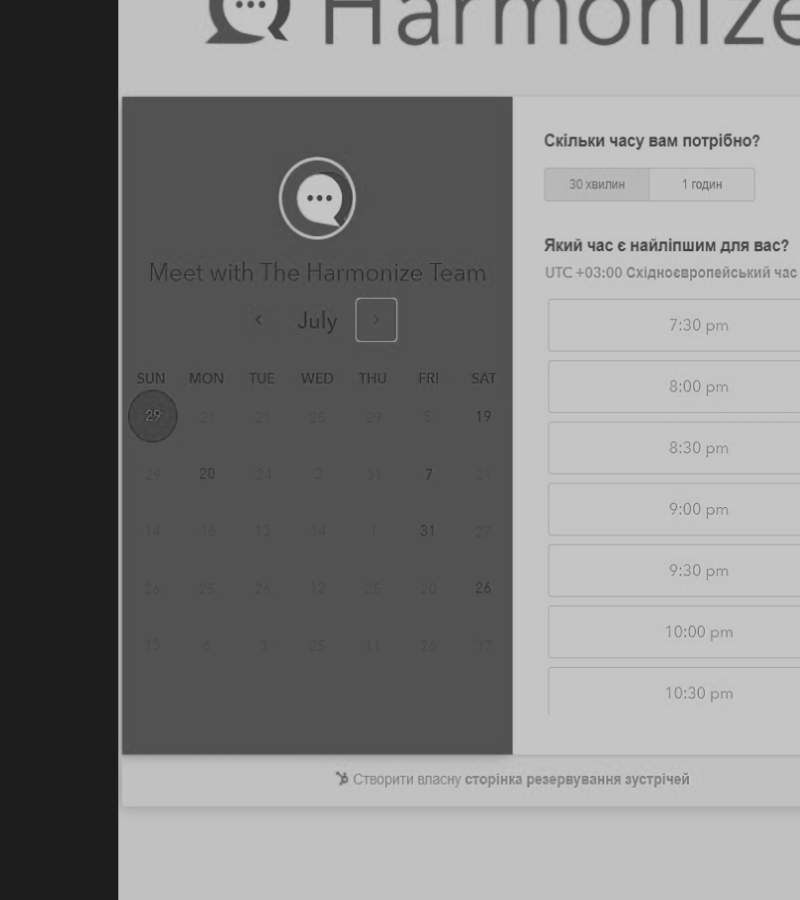 Harmonize
Meet with The Harmonize Team
July
SUN MON TUE WED THU FRI SAT
29 21 21 25 29 5 19
29 20 24 2 31 7 21
14 16 13 14 1 31 27
26 25 26 12 25 20 26
13 6 3 25 11 26 17
Скільки часу вам потрібно?
30 хвилин 1 годин
Який час є найліпшим для вас?
UTC +03:00 Східноєвропейський час
7:30 pm
8:00 pm
8:30 pm
9:00 pm
9:30 pm
10:00 pm
10:30 pm
Створити власну сторінка резервування зустрічей